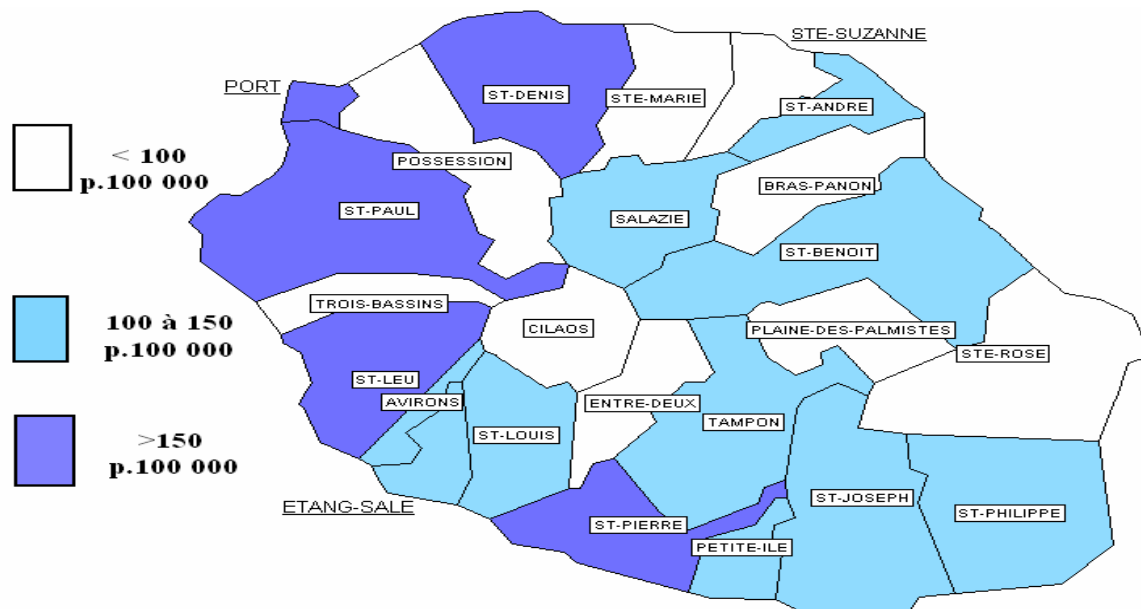 STE-SUZANNE
PORT
ST-DENIS
STE-MARIE
ST-ANDRE
< 100
p.100 000
POSSESSION
BRAS-PANON
ST-PAUL
SALAZIE
ST-BENOIT
TROIS-BASSINS
100 à 150
p.100 000
CILAOS
PLAINE-DES-PALMISTES
STE-ROSE
ST-LEU
AVIRONS
ENTRE-DEUX
TAMPON
ST-LOUIS
>150
p.100 000
ETANG-SALE
ST-JOSEPH
ST-PHILIPPE
ST-PIERRE
PETITE-ILE